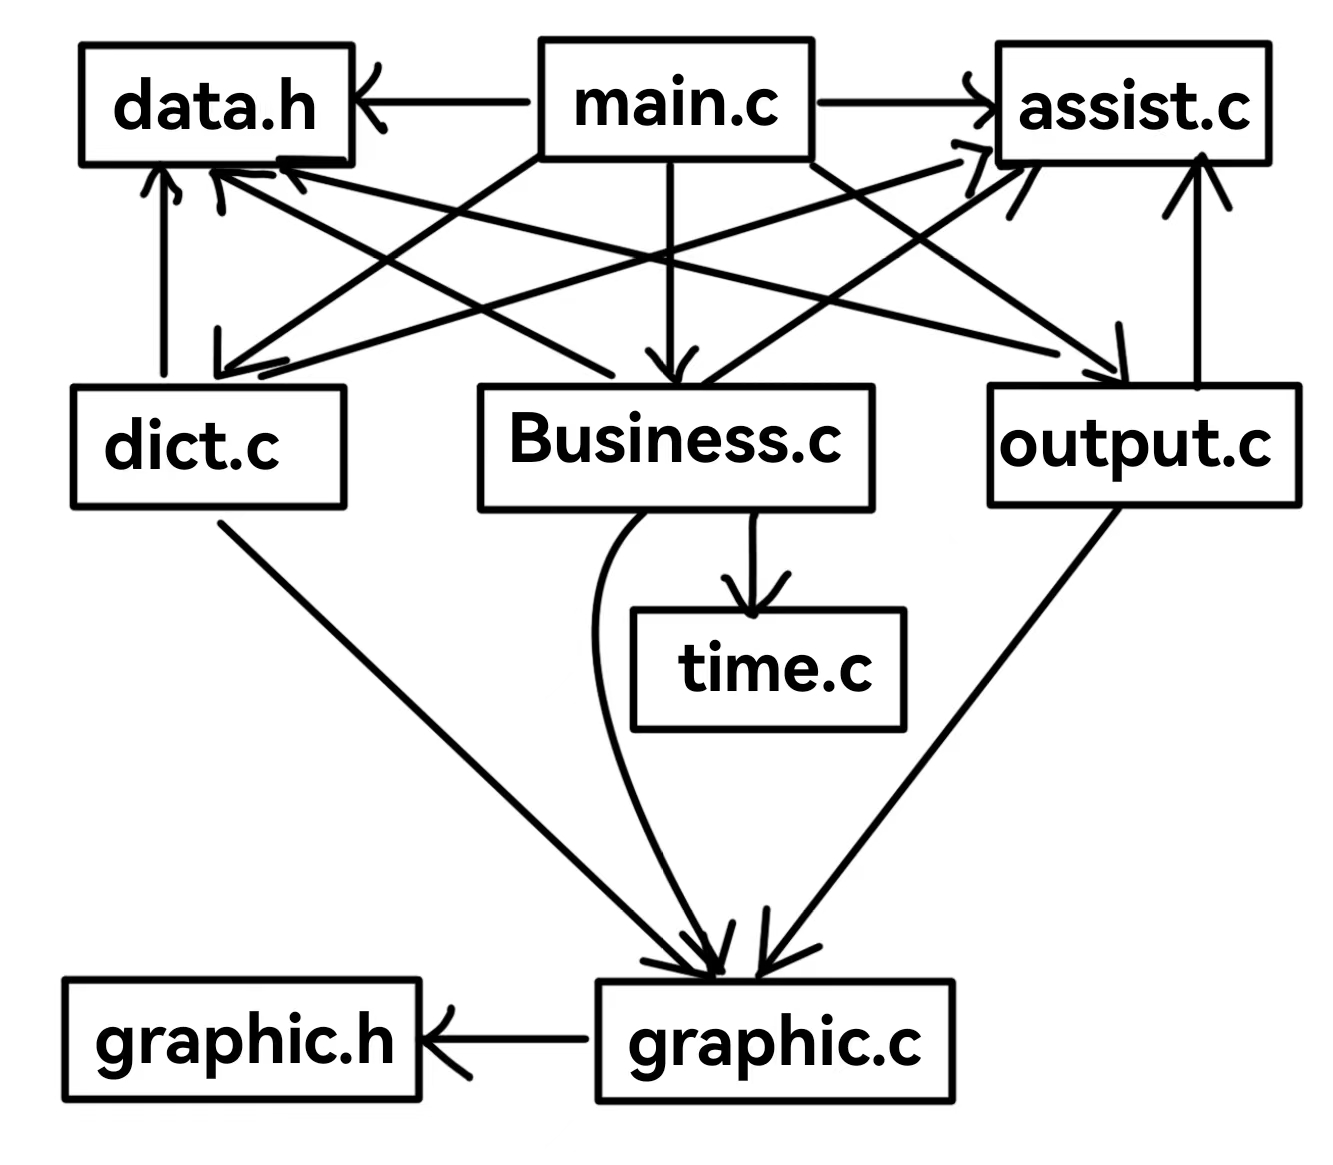 data.h
main.c
assist.c
dict.c
Business.c
output.c
time.c
graphic.h
graphic.c